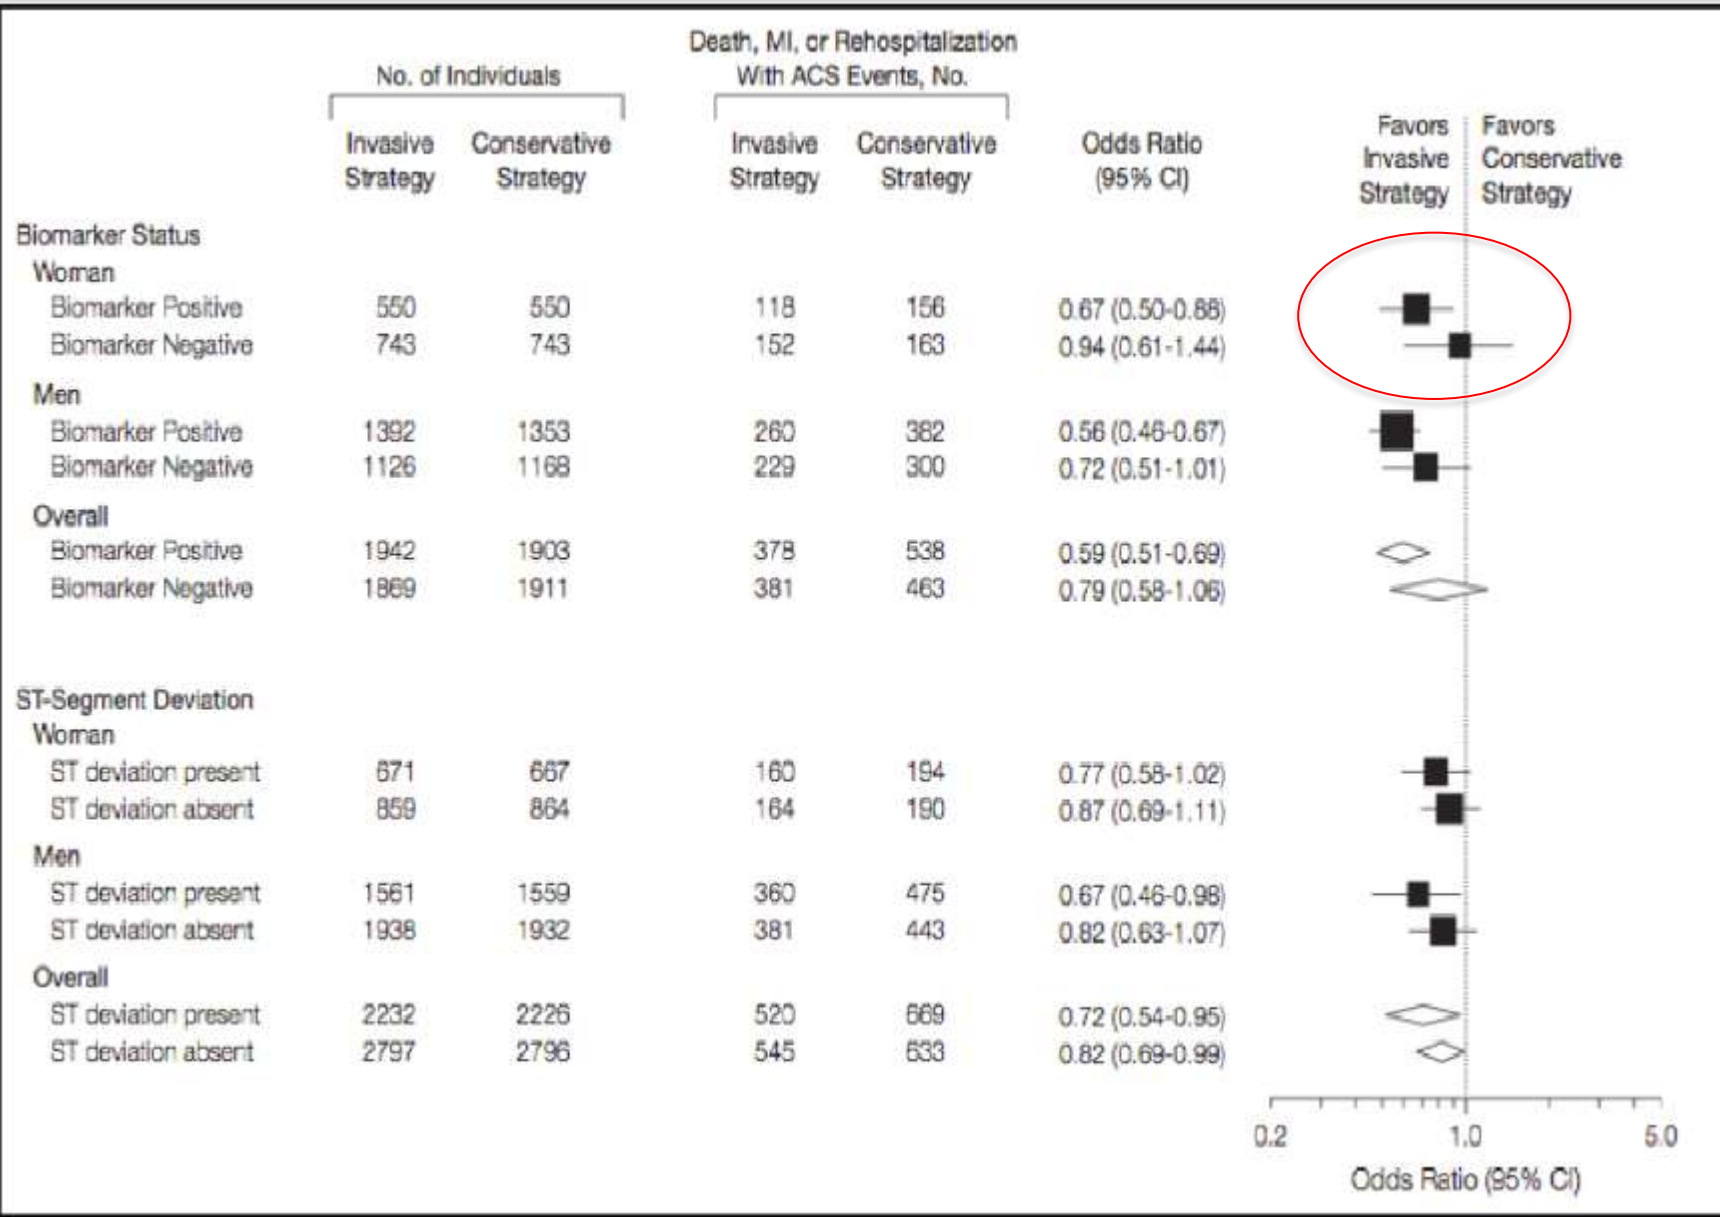 Death, MI, or Rehospitalization
No. of Individuals With ACS Events, No.
Invasive Conservative Invasive Conservative Odds Ratio
Strategy Strategy Strategy Strategy (95% CI)
Favors Favors
Invasive Conservative
Strategy Strategy
Biomarker Status
Woman
Biomarker Positive 550 550 118 156 0.67 (0.50-0.88)
Biomarker Negative 743 743 152 163 0.94 (0.61-1.44)
Men
Biomarker Positive 1392 1353 260 382 0.56 (0.46-0.67)
Biomarker Negative 1126 1168 229 300 0.72 (0.51-1.01)
Overall
Biomarker Positive 1942 1903 378 538 0.59 (0.51-0.69)
Biomarker Negative 1869 1911 381 463 0.79 (0.58-1.06)
ST-Segment Deviation
Woman
ST deviation present 671 667 160 194 0.77 (0.58-1.02)
ST deviation absent 859 864 164 190 0.87 (0.69-1.11)
Men
ST deviation present 1561 1559 360 475 0.67 (0.46-0.98)
ST deviation absent 1938 1932 381 443 0.82 (0.63-1.07)
Overall
ST deviation present 2232 2226 520 669 0.72 (0.54-0.95)
ST deviation absent 2797 2796 545 633 0.82 (0.69-0.99)
0.2 1.0 5.0
Odds Ratio (95% CI)